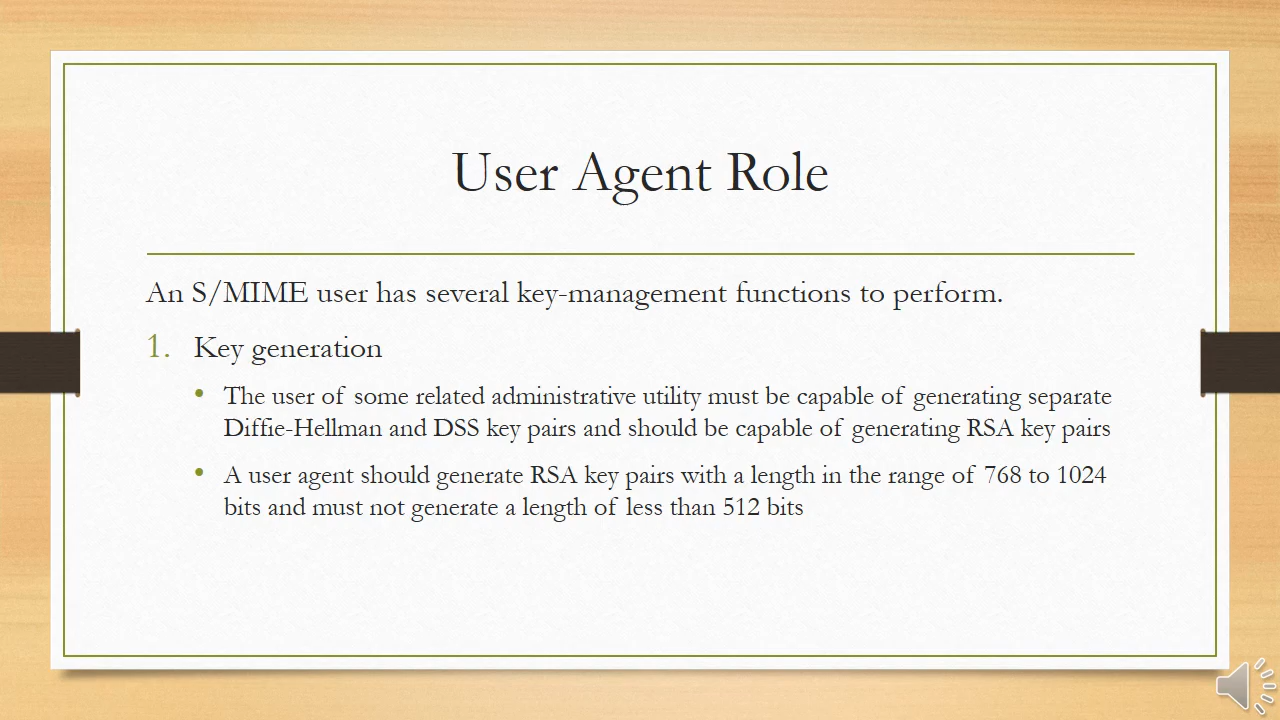 User Agent Role
An S/MIME user has several key-management functions to perform.
1. Key generation
• The user of some related administrative utility must be capable of generating separate
Diffie-Hellman and DSS key pairs and should be capable of generating RSA key pairs
• A user agent should generate RSA key pairs with a length in the range of 768 to 1024
bits and must not generate a length of less than 512 bits